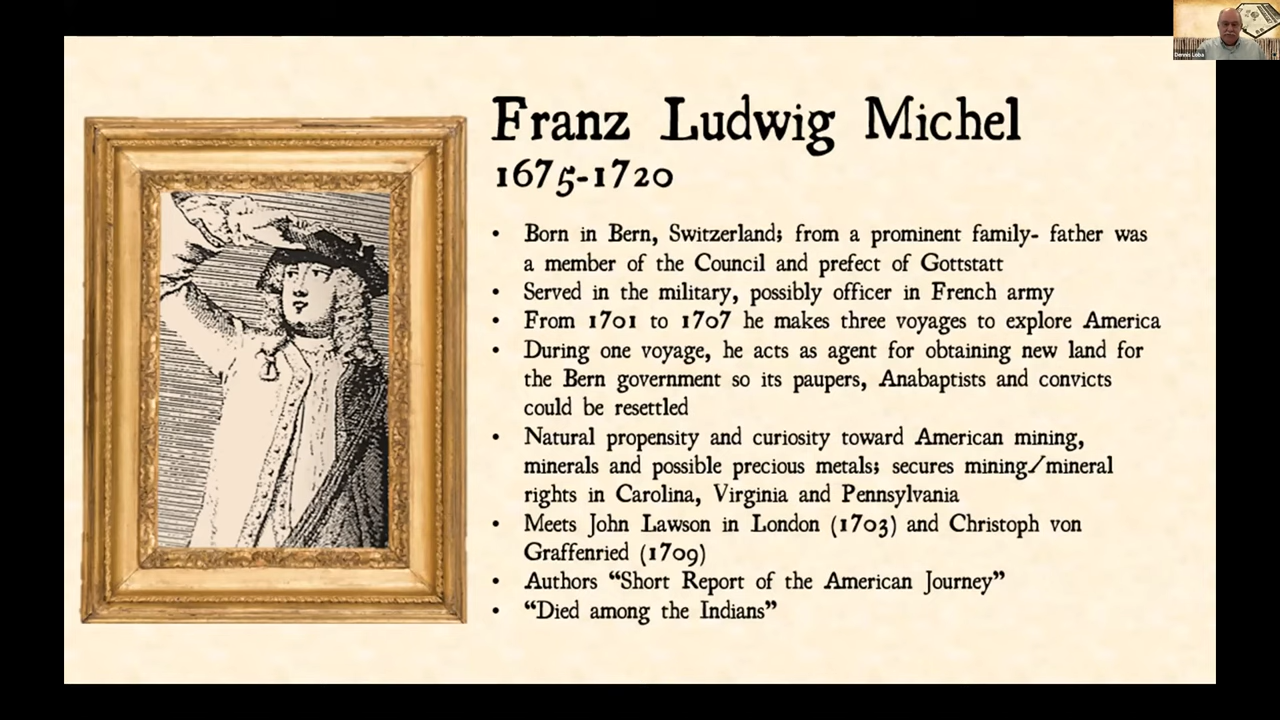 Franz Ludwig Michel
1675-1720
• Born in Bern, Switzerland; from a prominent family- father was
a member of the Council and prefect of Gottstatt
• Served in the military, possibly officer in French army
• From 1701 to 1707 he makes three voyages to explore America
• During one voyage, he acts as agent for obtaining new land for
the Bern government so its paupers, Anabaptists and convicts
could be resettled
• Natural propensity and curiosity toward American mining,
minerals and possible precious metals; secures mining/mineral
rights in Carolina, Virginia and Pennsylvania
• Meets John Lawson in London (1703) and Christoph von
Graffenried (1709)
• Authors “Short Report of the American Journey”
• “Died among the Indians”
Dennis